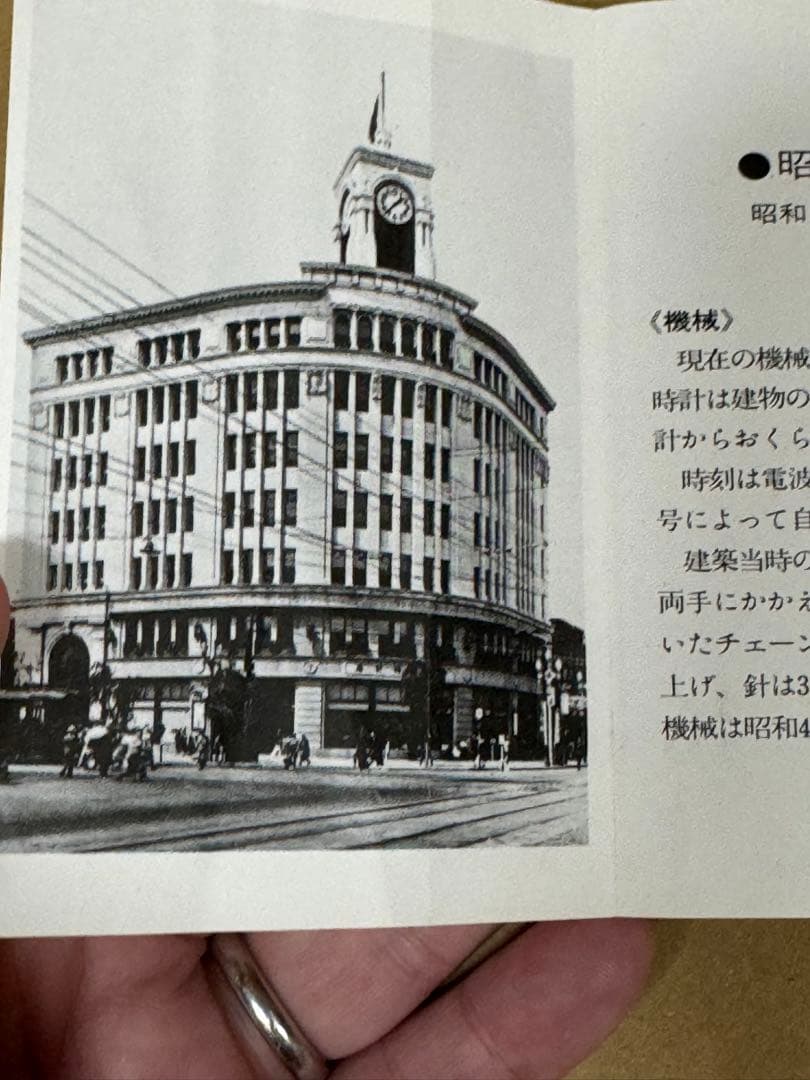 ●昭
昭和
《機械》
現在の機械
時計は建物の
計からおくら
時刻は電波
号によって自
建築当時の
両手にかかえ
いたチェーン
上げ、針は3
機械は昭和4